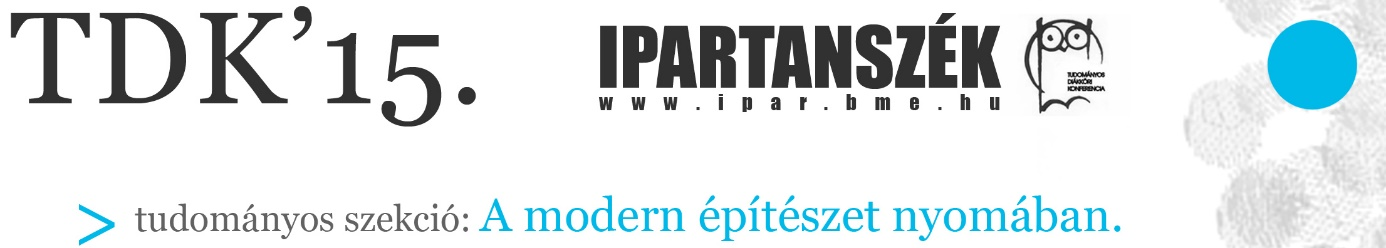 TDK’15.
IPARTANSZÉK
www.ipar.bme.hu
TUDOMÁNYOS
DIÁKKÖRI
KONFERENCIA
> tudományos szekció: A modern építészet nyomában.